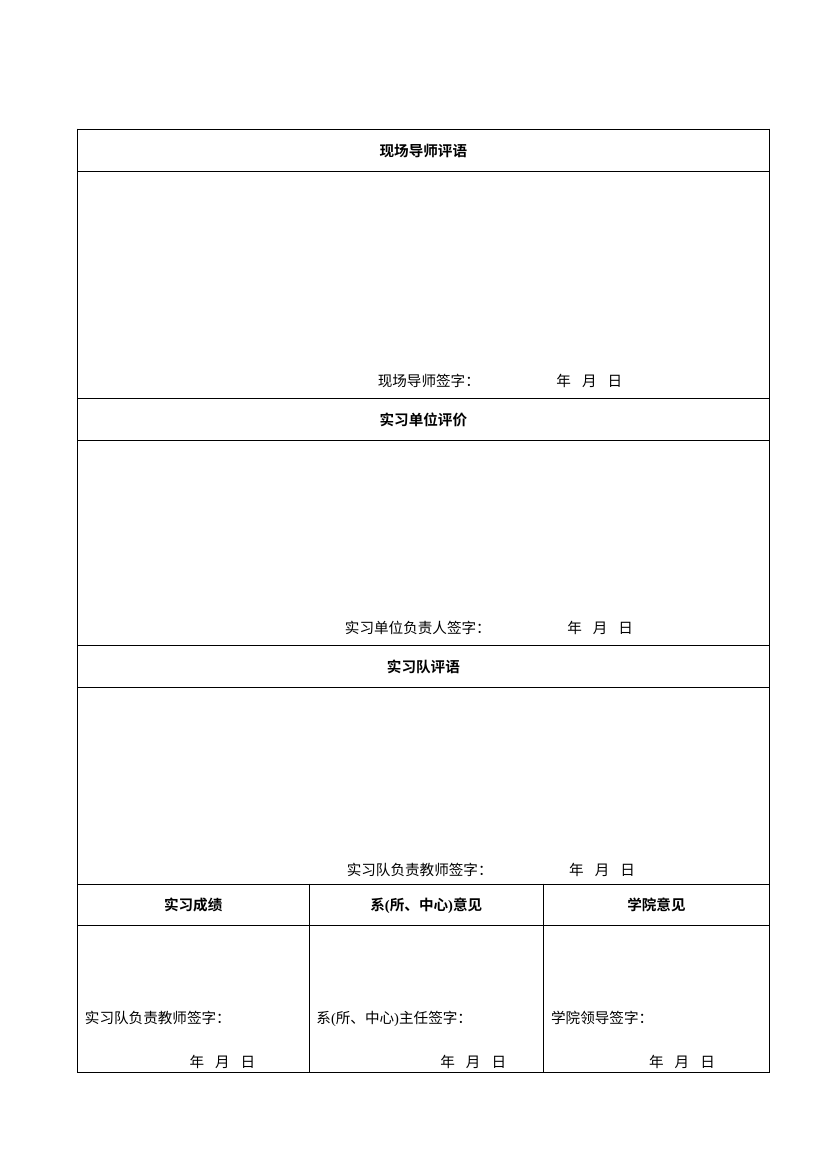 现场导师评语
现场导师签字： 年 月 日
实习单位评价
实习单位负责人签字： 年 月 日
实习队评语
实习队负责教师签字： 年 月 日
实习成绩 系(所、中心)意见 学院意见
实习队负责教师签字： 系(所、中心)主任签字： 学院领导签字：
年 月 日 年 月 日 年 月 日